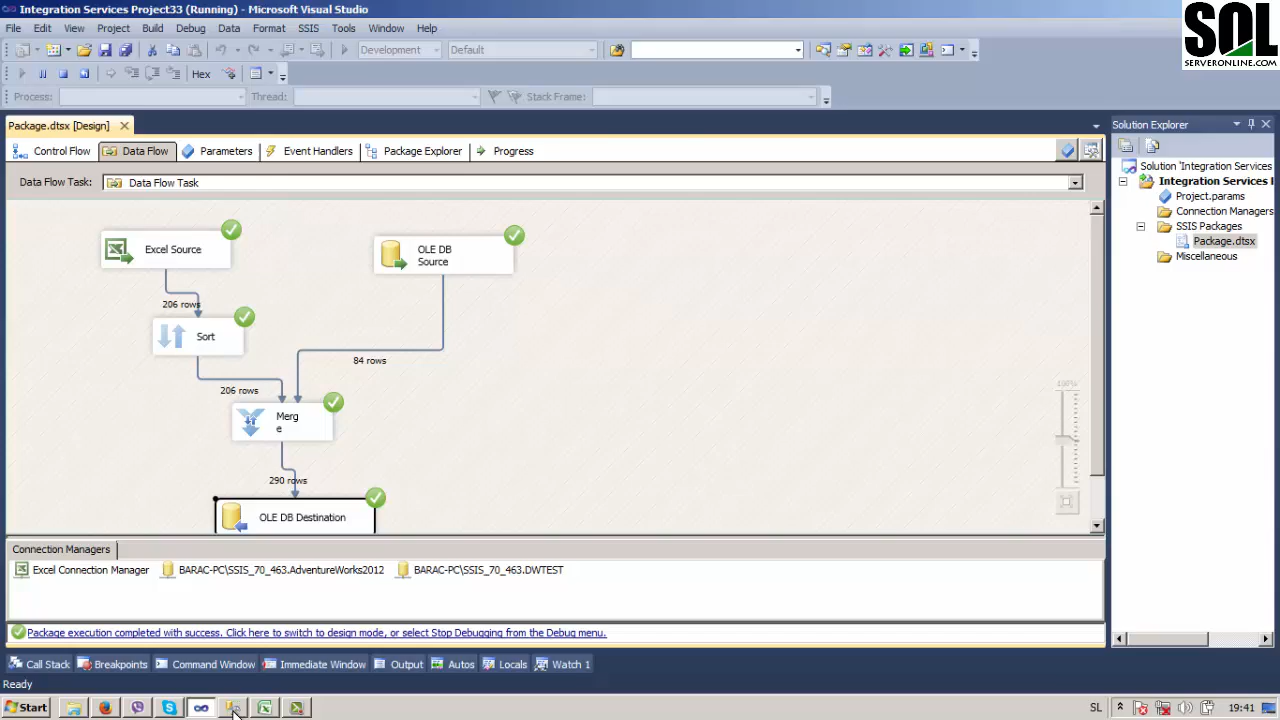 Integration Services Project33 (Running) - Microsoft Visual Studio
SQL
SERVERONLINE.COM
File Edit View Project Build Debug Data Format SSIS Tools Window Help
Development Default
Hex
Process: Thread: Stack Frame:
Package.dtsx [Design]
Control Flow Data Flow Parameters Event Handlers Package Explorer Progress
Data Flow Task: Data Flow Task
Excel Source
OLE DB
Source
206 rows
Sort
84 rows
206 rows
Merg
e
290 rows
OLE DB Destination
Connection Managers
Excel Connection Manager BARAC-PC\SSIS_70_463.AdventureWorks2012 BARAC-PC\SSIS_70_463.DWTEST
Package execution completed with success. Click here to switch to design mode, or select Stop Debugging from the Debug menu.
Solution Explorer
Solution 'Integration Services
Integration Services
Project.params
Connection Managers
SSIS Packages
Package.dtsx
Miscellaneous
Call Stack Breakpoints Command Window Immediate Window Output Autos Locals Watch 1
Ready
Start SL 19:41